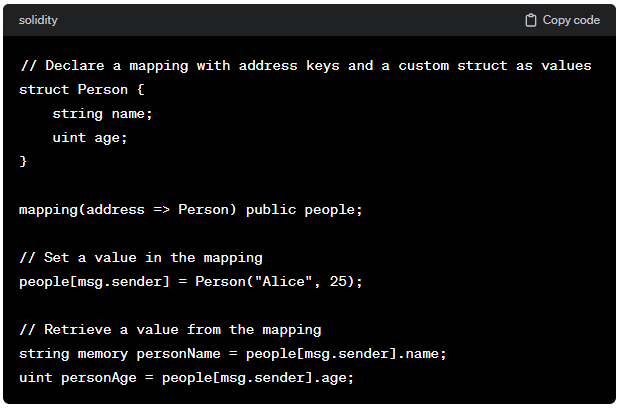 solidity
Copy code
// Declare a mapping with address keys and a custom struct as values
struct Person {
    string name;
    uint age;
}
mapping(address => Person) public people;
// Set a value in the mapping
people[msg.sender] = Person("Alice", 25);
// Retrieve a value from the mapping
string memory personName = people[msg.sender].name;
uint personAge = people[msg.sender].age;